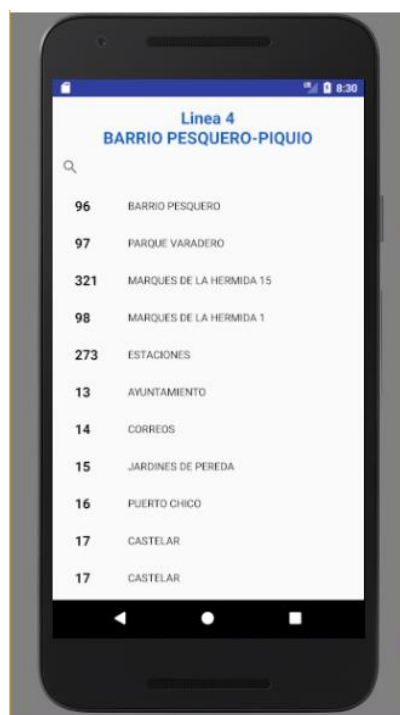 8:30
Linea 4
BARRIO PESQUERO-PIQUIO
96 BARRIO PESQUERO
97 PARQUE VARADERO
321 MARQUES DE LA HERMIDA 15
98 MARQUES DE LA HERMIDA 1
273 ESTACIONES
13 AYUNTAMIENTO
14 CORREOS
15 JARDINES DE PEREDA
16 PUERTO CHICO
17 CASTELAR
17 CASTELAR